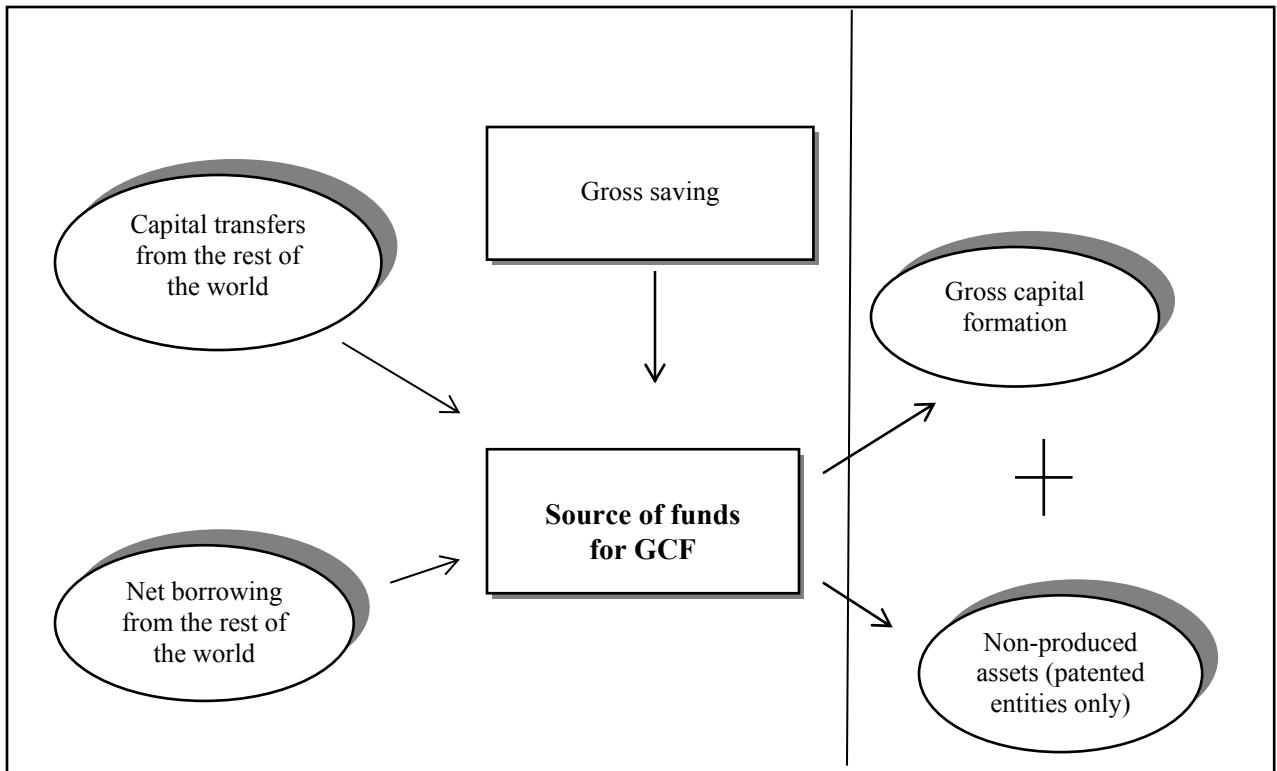 Capital transfers
from the rest of
the world
Gross saving
Gross capital
formation
Source of funds
for GCF
Net borrowing
from the rest of
the world
Non-produced
assets (patented
entities only)